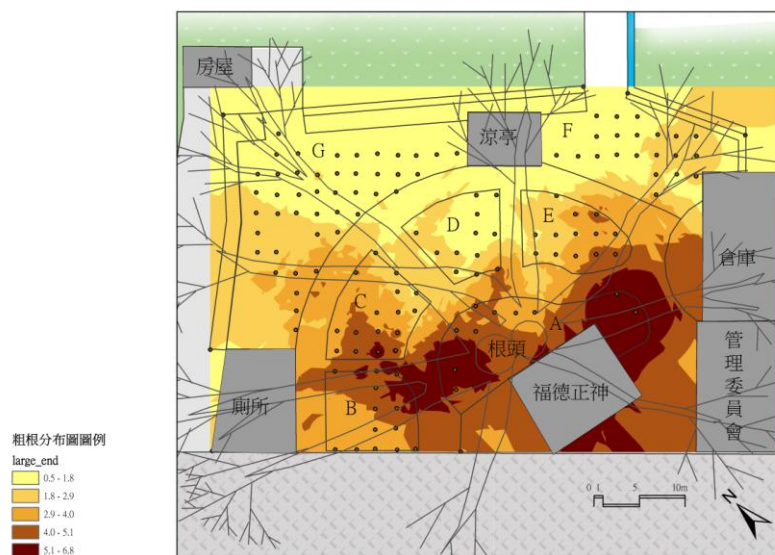 房屋
涼亭
F
G
D
E
倉庫
C
A
根頭
管理委員會
福德正神
廁所
B
粗根分布圖圖例
large_end
0.5 - 1.8
1.8 - 2.9
2.9 - 4.0
4.0 - 5.1
5.1 - 6.8
0 1 5 10m
N